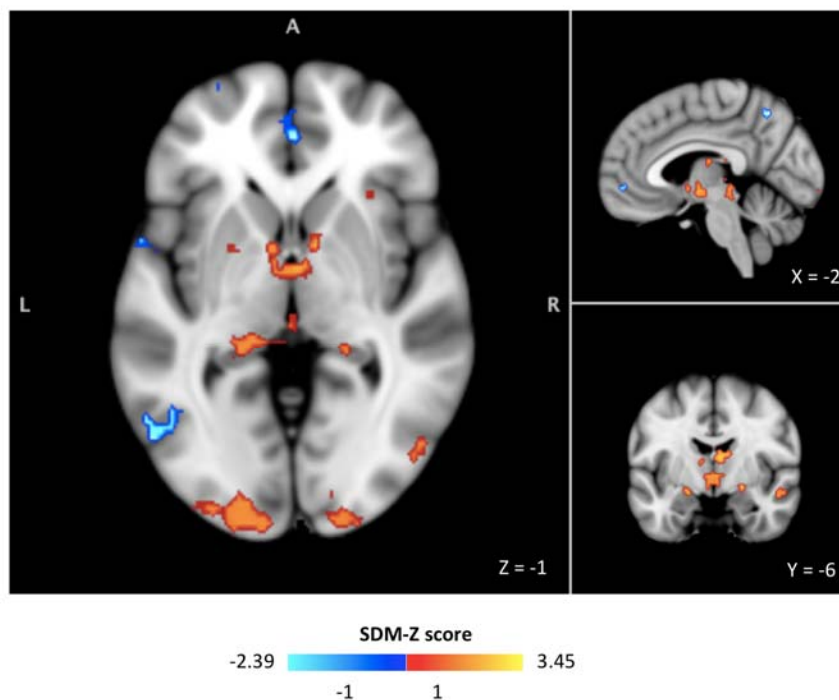 A
L
R
Z = -1
X = -2
Y = -6
SDM-Z score
-2.39
3.45
-1
1